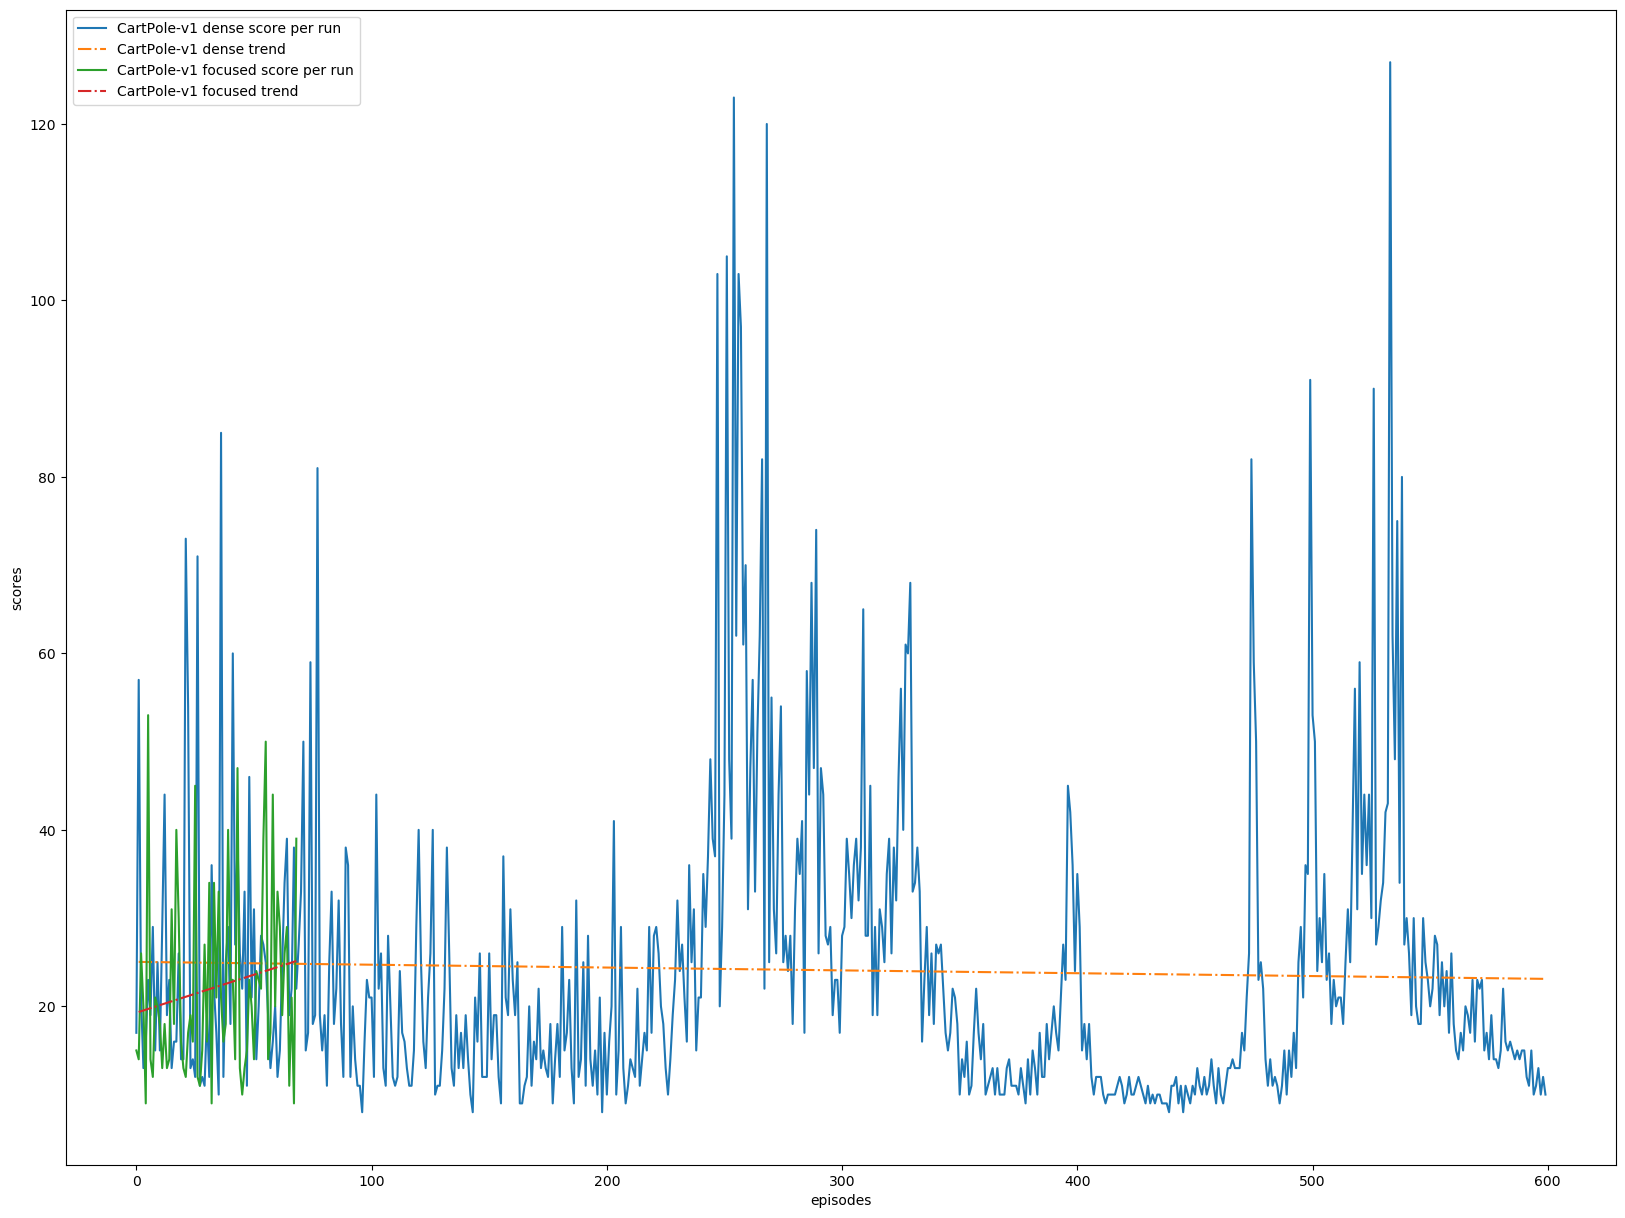 CartPole-v1 dense score per run
CartPole-v1 dense trend
CartPole-v1 focused score per run
CartPole-v1 focused trend
120
100
80
60
40
20
scores
0 100 200 300 400 500 600
episodes